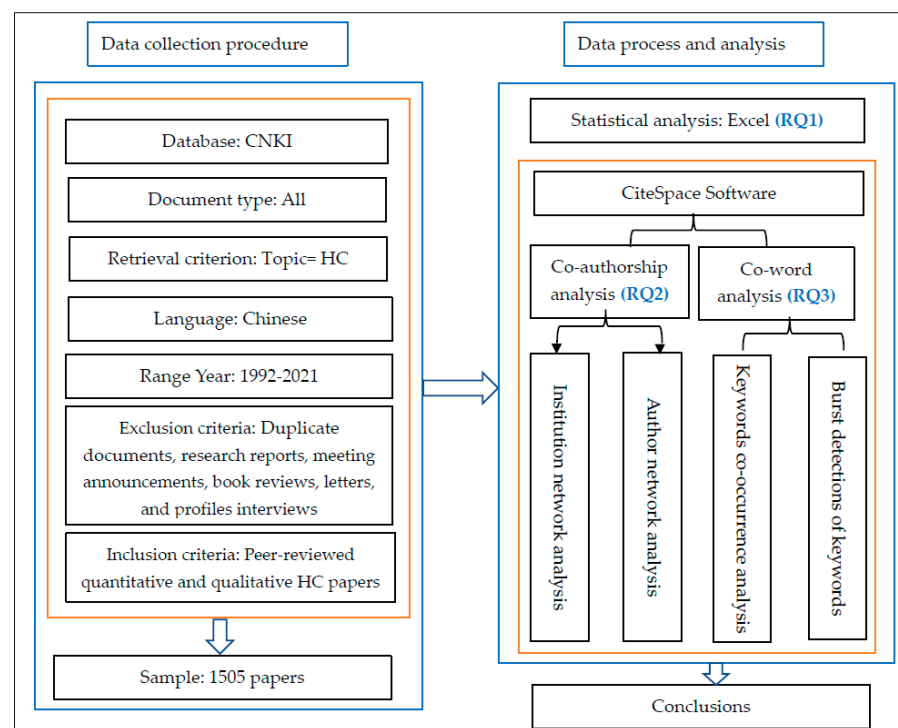 Data collection procedure
Database: CNKI
Document type: All
Retrieval criterion: Topic= HC
Language: Chinese
Range Year: 1992-2021
Exclusion criteria: Duplicate
documents, research reports, meeting
announcements, book reviews, letters,
and profiles interviews
Inclusion criteria: Peer-reviewed
quantitative and qualitative HC papers
Sample: 1505 papers
Data process and analysis
Statistical analysis: Excel (RQ1)
CiteSpace Software
Co-authorship
analysis (RQ2)
Co-word
analysis (RQ3)
Institution network analysis
Author network analysis
Keywords co-occurrence analysis
Burst detections of keywords
Conclusions